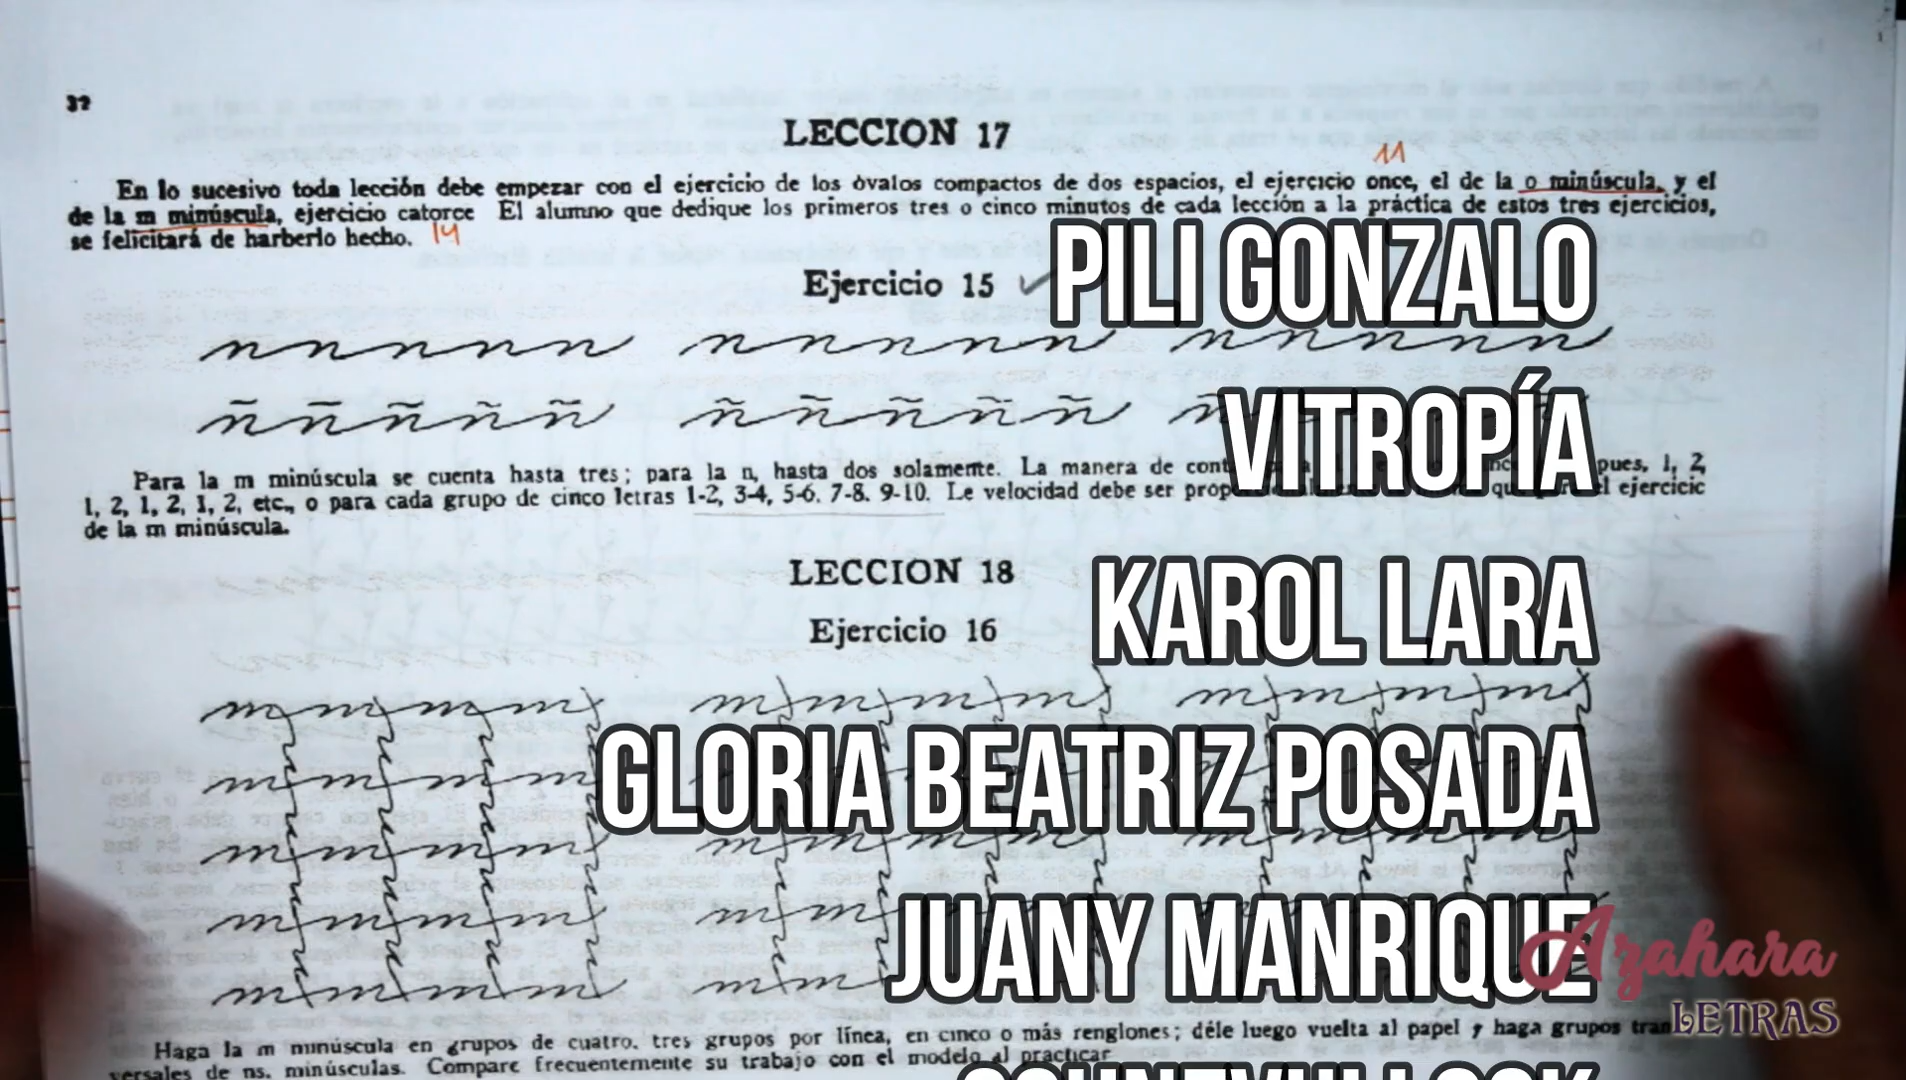 32
LECCION 17
11
En lo sucesivo toda lección debe empezar con el ejercicio de los óvalos compactos de dos espacios, el ejercicio once, el de la o minúscula, y el
de la m minúscula, ejercicio catorce El alumno que dedique los primeros tres o cinco minutos de cada lección a la práctica de estos tres ejercicios,
se felicitará de harberlo hecho. 14
Ejercicio 15
PILI GONZALO
n n n n n n n n n n n n n n n
ñ ñ ñ ñ ñ ñ ñ ñ ñ ñ ñ
VITROPÍA
Para la m minúscula se cuenta hasta tres; para la n, hasta dos solamente. La manera de pues, 1, 2,
1, 2, 1, 2, 1, 2, etc., o para cada grupo de cinco letras 1-2, 3-4, 5-6. 7-8. 9-10. Le velocidad debe ser ejercicic
de la m minúscula.
LECCION 18
Ejercicio 16
KAROL LARA
m m m m m m m m m m m m
GLORIA BEATRIZ POSADA
m m m m
m m m m m m m m m m m m
JUANY MANRIQUE
m m m m m m
m m m m m m
Azahara
LETRAS
Haga la m minúscula en grupos de cuatro. tres grupos por línea, en cinco o más renglones; déle luego vuelta al papel y haga grupos
versales de ns. minúsculas. Compare frecuentemente su trabajo con el modelo al practicar